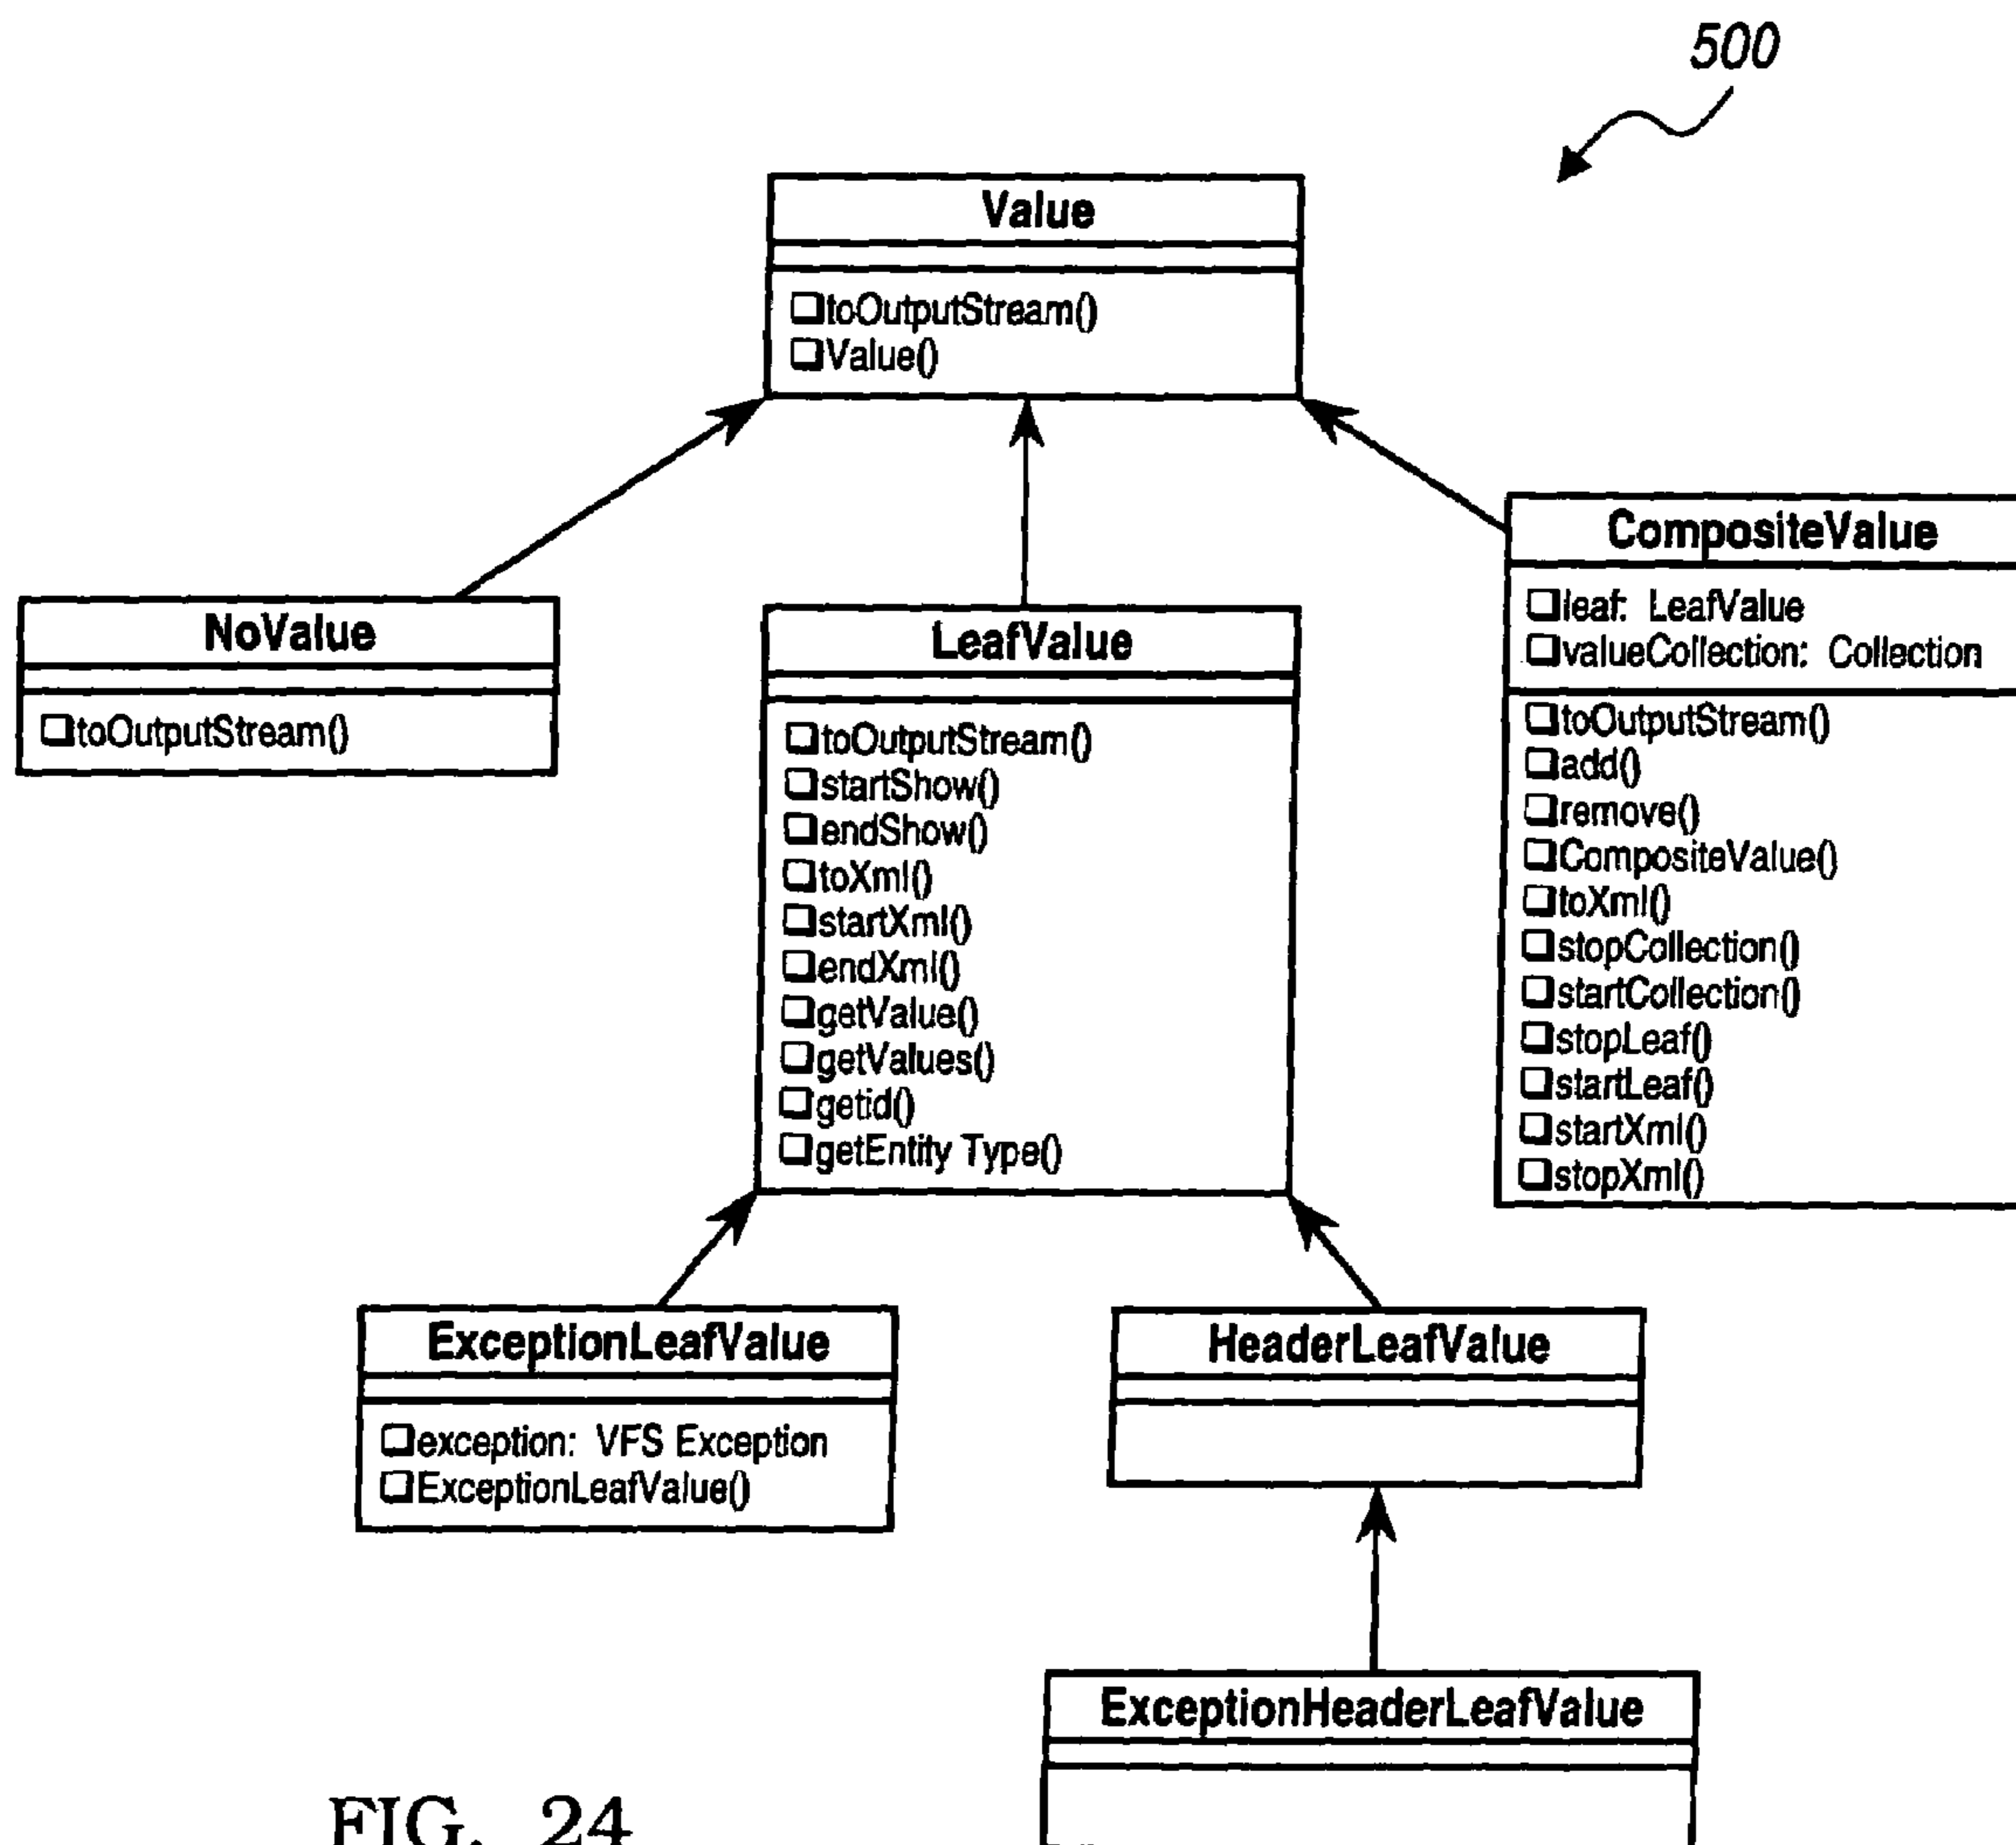 500
Value
toOutputStream()
Value()
NoValue
toOutputStream()
LeafValue
toOutputStream()
startShow()
endShow()
toXml()
startXml()
endXml()
getValue()
getValues()
getid()
getEntity Type()
CompositeValue
leaf: LeafValue
valueCollection: Collection
toOutputStream()
add()
remove()
CompositeValue()
toXml()
stopCollection()
startCollection()
stopLeaf()
startLeaf()
startXml()
stopXml()
ExceptionLeafValue
exception: VFS Exception
ExceptionLeafValue()
HeaderLeafValue
ExceptionHeaderLeafValue
FIG. 24